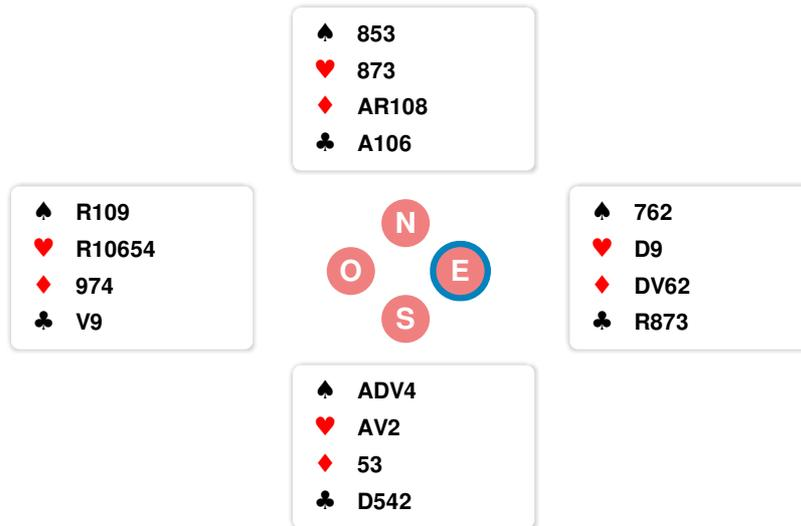 ♠ 853
♥ 873
♦ AR108
♣ A106
♠ R109
♥ R10654
♦ 974
♣ V9
N
O E
S
♠ 762
♥ D9
♦ DV62
♣ R873
♠ ADV4
♥ AV2
♦ 53
♣ D542